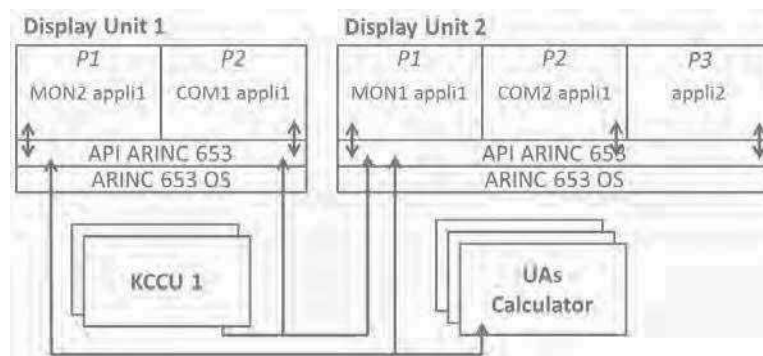 Display Unit 1
Display Unit 2
P1
P2
P1
P2
P3
MON2 appli1
COM1 appli1
MON1 appli1
COM2 appli1
appli2
API ARINC 653
API ARINC 653
ARINC 653 OS
ARINC 653 OS
KCCU 1
UAs
Calculator